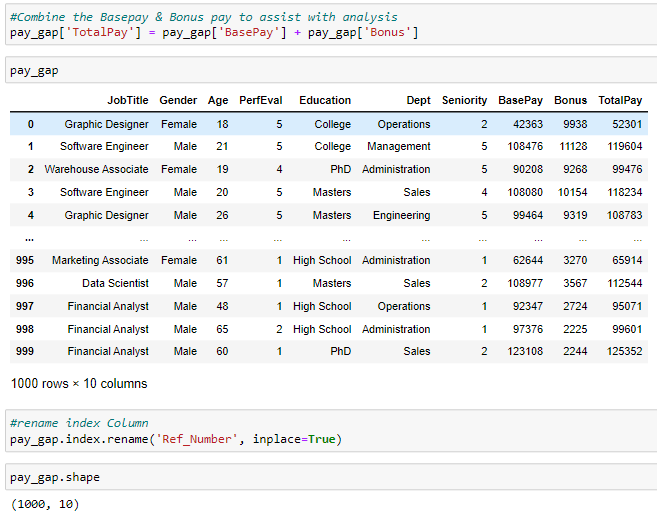 #Combine the Basepay & Bonus pay to assist with analysis
pay_gap['TotalPay'] = pay_gap['BasePay'] + pay_gap['Bonus']
pay_gap
JobTitle Gender Age PerfEval Education Dept Seniority BasePay Bonus TotalPay
0 Graphic Designer Female 18 5 College Operations 2 42363 9938 52301
1 Software Engineer Male 21 5 College Management 5 108476 11128 119604
2 Warehouse Associate Female 19 4 PhD Administration 5 90208 9268 99476
3 Software Engineer Male 20 5 Masters Sales 4 108080 10154 118234
4 Graphic Designer Male 26 5 Masters Engineering 5 99464 9319 108783
... ... ... ... ... ... ... ... ... ... ...
995 Marketing Associate Female 61 1 High School Administration 1 62644 3270 65914
996 Data Scientist Male 57 1 Masters Sales 2 108977 3567 112544
997 Financial Analyst Male 48 1 High School Operations 1 92347 2724 95071
998 Financial Analyst Male 65 2 High School Administration 1 97376 2225 99601
999 Financial Analyst Male 60 1 PhD Sales 2 123108 2244 125352
1000 rows × 10 columns
#rename index Column
pay_gap.index.rename('Ref_Number', inplace=True)
pay_gap.shape
(1000, 10)